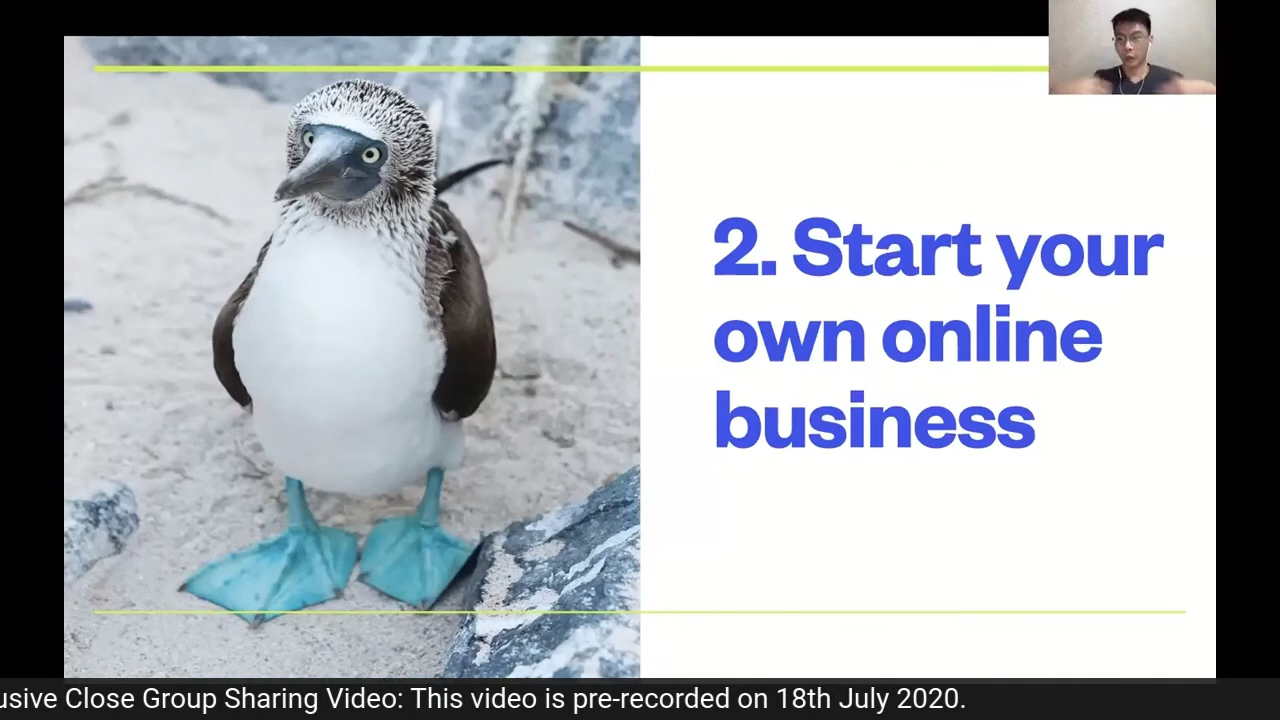 2. Start your
own online
business
usive Close Group Sharing Video: This video is pre-recorded on 18th July 2020.